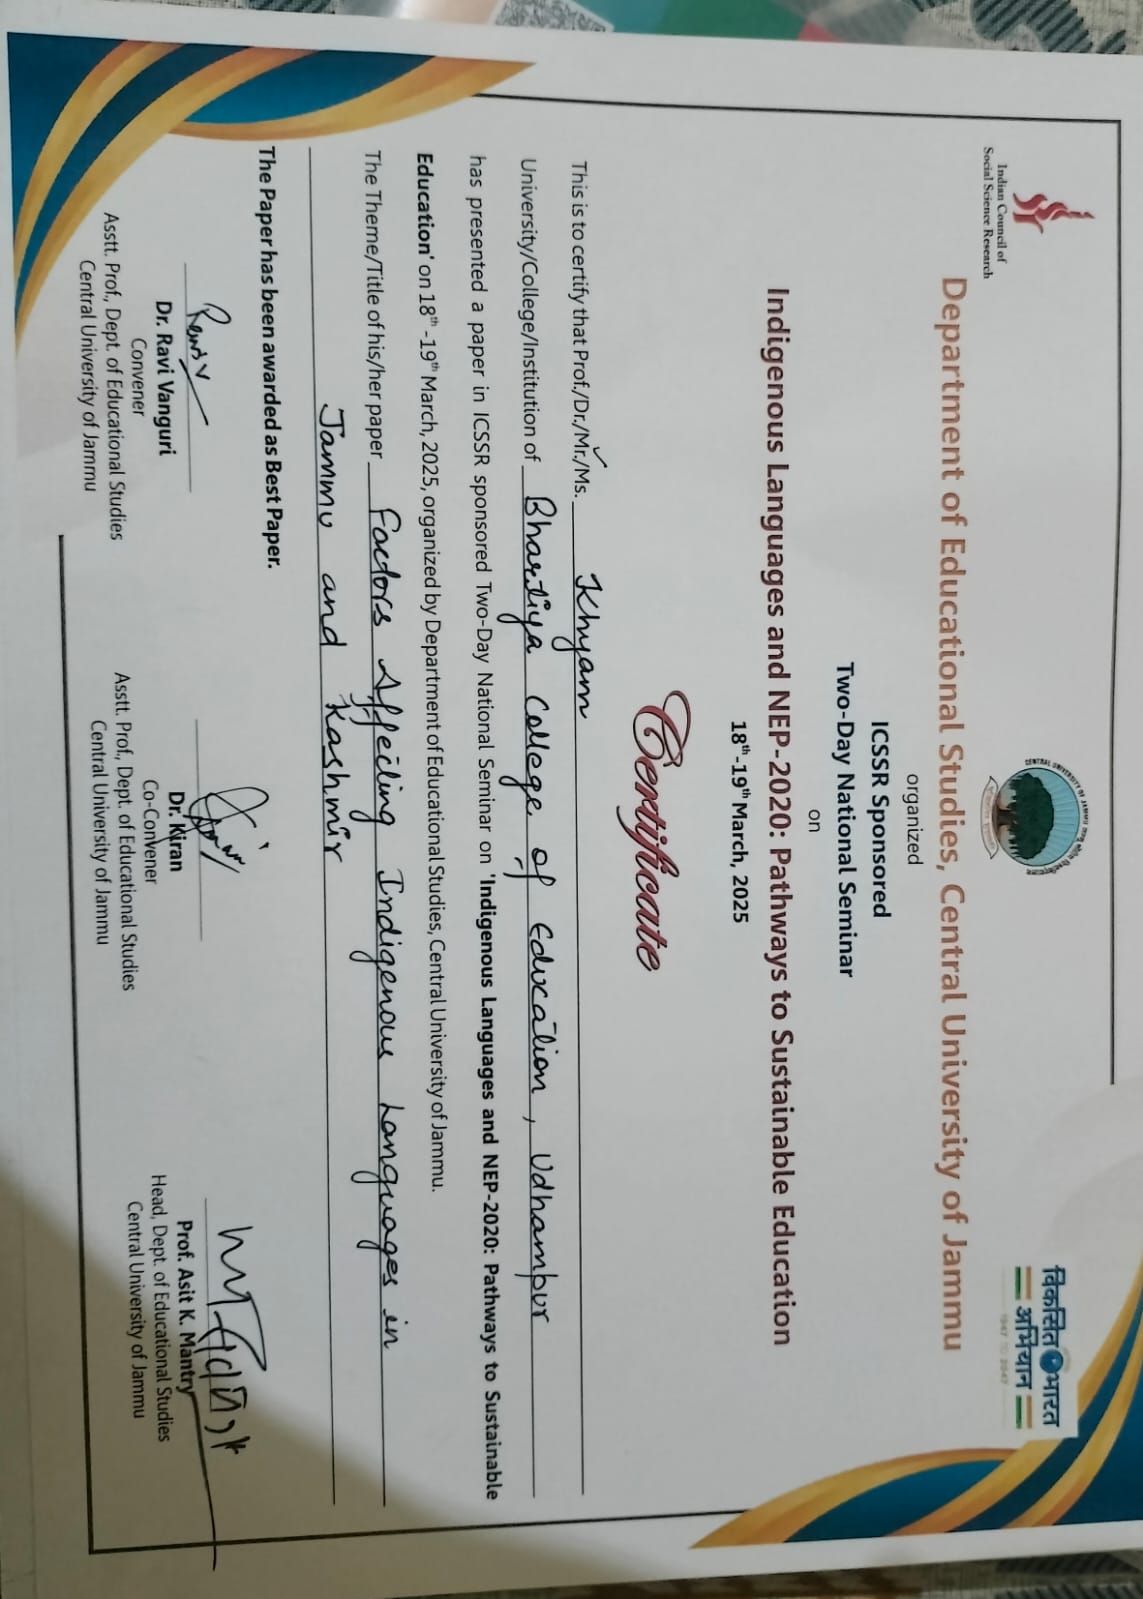 Indian Council of
Social Science Research
विकसित भारत
अभियान
1947 TO 2047
Department of Educational Studies, Central University of Jammu
organized
ICSSR Sponsored
Two-Day National Seminar
on
Indigenous Languages and NEP-2020: Pathways to Sustainable Education
18th-19th March, 2025
Certificate
This is to certify that Prof./Dr./Mr./Ms. Khyam
University/College/Institution of Bhartiya College of Education, Udhampur
has presented a paper in ICSSR sponsored Two-Day National Seminar on 'Indigenous Languages and NEP-2020: Pathways to Sustainable
Education' on 18th -19th March, 2025, organized by Department of Educational Studies, Central University of Jammu.
The Theme/Title of his/her paper Factors Affecting Indigenous Languages in
Jammu and Kashmir
The Paper has been awarded as Best Paper.
Dr. Ravi Vanguri
Convener
Asstt. Prof., Dept. of Educational Studies
Central University of Jammu
Dr. Kiran
Co-Convener
Asstt. Prof., Dept. of Educational Studies
Central University of Jammu
Prof. Asit K. Mantry
Head, Dept. of Educational Studies
Central University of Jammu